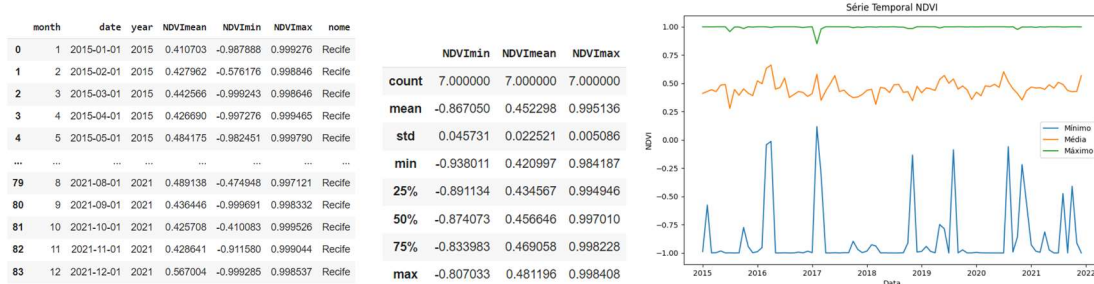 month date year NDVImean NDVImin NDVImax nome
0 1 2015-01-01 2015 0.410703 -0.987888 0.999276 Recife
1 2 2015-02-01 2015 0.427962 -0.576176 0.998846 Recife
2 3 2015-03-01 2015 0.442566 -0.999243 0.998646 Recife
3 4 2015-04-01 2015 0.426690 -0.997276 0.999465 Recife
4 5 2015-05-01 2015 0.484175 -0.982451 0.999790 Recife
... ... ... ... ... ... ... ...
79 8 2021-08-01 2021 0.489138 -0.474948 0.997121 Recife
80 9 2021-09-01 2021 0.436446 -0.999691 0.998332 Recife
81 10 2021-10-01 2021 0.425708 -0.410083 0.999526 Recife
82 11 2021-11-01 2021 0.428641 -0.911580 0.999044 Recife
83 12 2021-12-01 2021 0.567004 -0.999285 0.998537 Recife
NDVImin NDVImean NDVImax
count 7.000000 7.000000 7.000000
mean -0.867050 0.452298 0.995136
std 0.045731 0.022521 0.005086
min -0.938011 0.420997 0.984187
25% -0.891134 0.434567 0.994946
50% -0.874073 0.456646 0.997010
75% -0.833983 0.469058 0.998228
max -0.807033 0.481196 0.998408
Série Temporal NDVI
1.00
0.75
0.50
0.25
0.00
−0.25
−0.50
−0.75
−1.00
NDVI
Mínimo
Média
Máximo
2015 2016 2017 2018 2019 2020 2021 2022
Data